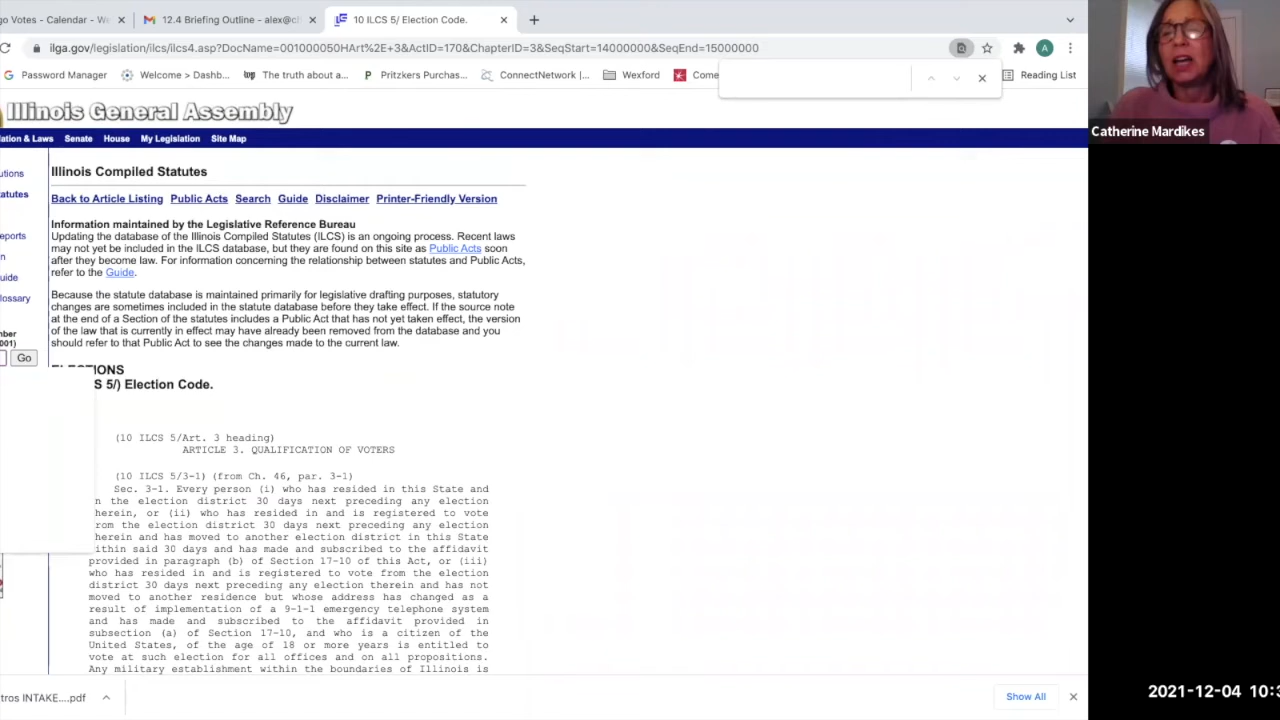 go Votes - Calendar - We
12.4 Briefing Outline - alex@c
10 ILCS 5/ Election Code.
ilga.gov/legislation/ilcs/ilcs4.asp?DocName=001000050HArt%2E+3&ActID=170&ChapterID=3&SeqStart=14000000&SeqEnd=15000000
A
Password Manager
Welcome > Dashb...
The truth about a...
Pritzkers Purchas...
ConnectNetwork |...
Wexford
Come
Reading List
Illinois General Assembly
lation & Laws Senate House My Legislation Site Map
Catherine Mardikes
utions
atutes
eports
n
uide
lossary
mber
001)
Go
Illinois Compiled Statutes
Back to Article Listing Public Acts Search Guide Disclaimer Printer-Friendly Version
Information maintained by the Legislative Reference Bureau
Updating the database of the Illinois Compiled Statutes (ILCS) is an ongoing process. Recent laws
may not yet be included in the ILCS database, but they are found on this site as Public Acts soon
after they become law. For information concerning the relationship between statutes and Public Acts,
refer to the Guide.
Because the statute database is maintained primarily for legislative drafting purposes, statutory
changes are sometimes included in the statute database before they take effect. If the source note
at the end of a Section of the statutes includes a Public Act that has not yet taken effect, the version
of the law that is currently in effect may have already been removed from the database and you
should refer to that Public Act to see the changes made to the current law.
ELECTIONS
S 5/) Election Code.
(10 ILCS 5/Art. 3 heading)
ARTICLE 3. QUALIFICATION OF VOTERS
(10 ILCS 5/3-1) (from Ch. 46, par. 3-1)
Sec. 3-1. Every person (i) who has resided in this State and
n the election district 30 days next preceding any election
herein, or (ii) who has resided in and is registered to vote
rom the election district 30 days next preceding any election
herein and has moved to another election district in this State
ithin said 30 days and has made and subscribed to the affidavit
provided in paragraph (b) of Section 17-10 of this Act, or (iii)
who has resided in and is registered to vote from the election
district 30 days next preceding any election therein and has not
moved to another residence but whose address has changed as a
result of implementation of a 9-1-1 emergency telephone system
and has made and subscribed to the affidavit provided in
subsection (a) of Section 17-10, and who is a citizen of the
United States, of the age of 18 or more years is entitled to
vote at such election for all offices and on all propositions.
Any military establishment within the boundaries of Illinois is
tros INTAKE....pdf
Show All
2021-12-04 10:3